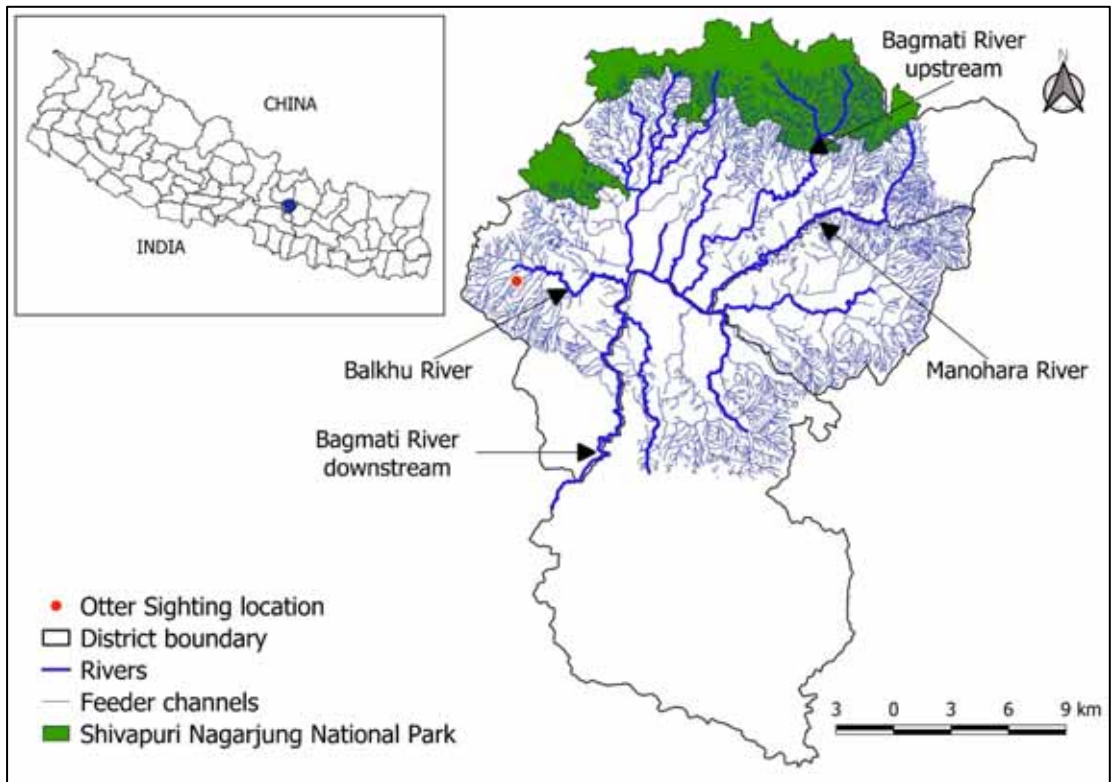 CHINA
INDIA
Bagmati River
upstream
N
Balkhu River
Manohara River
Bagmati River
downstream
Otter Sighting location
District boundary
Rivers
Feeder channels
Shivapuri Nagarjung National Park
3 0 3 6 9 km